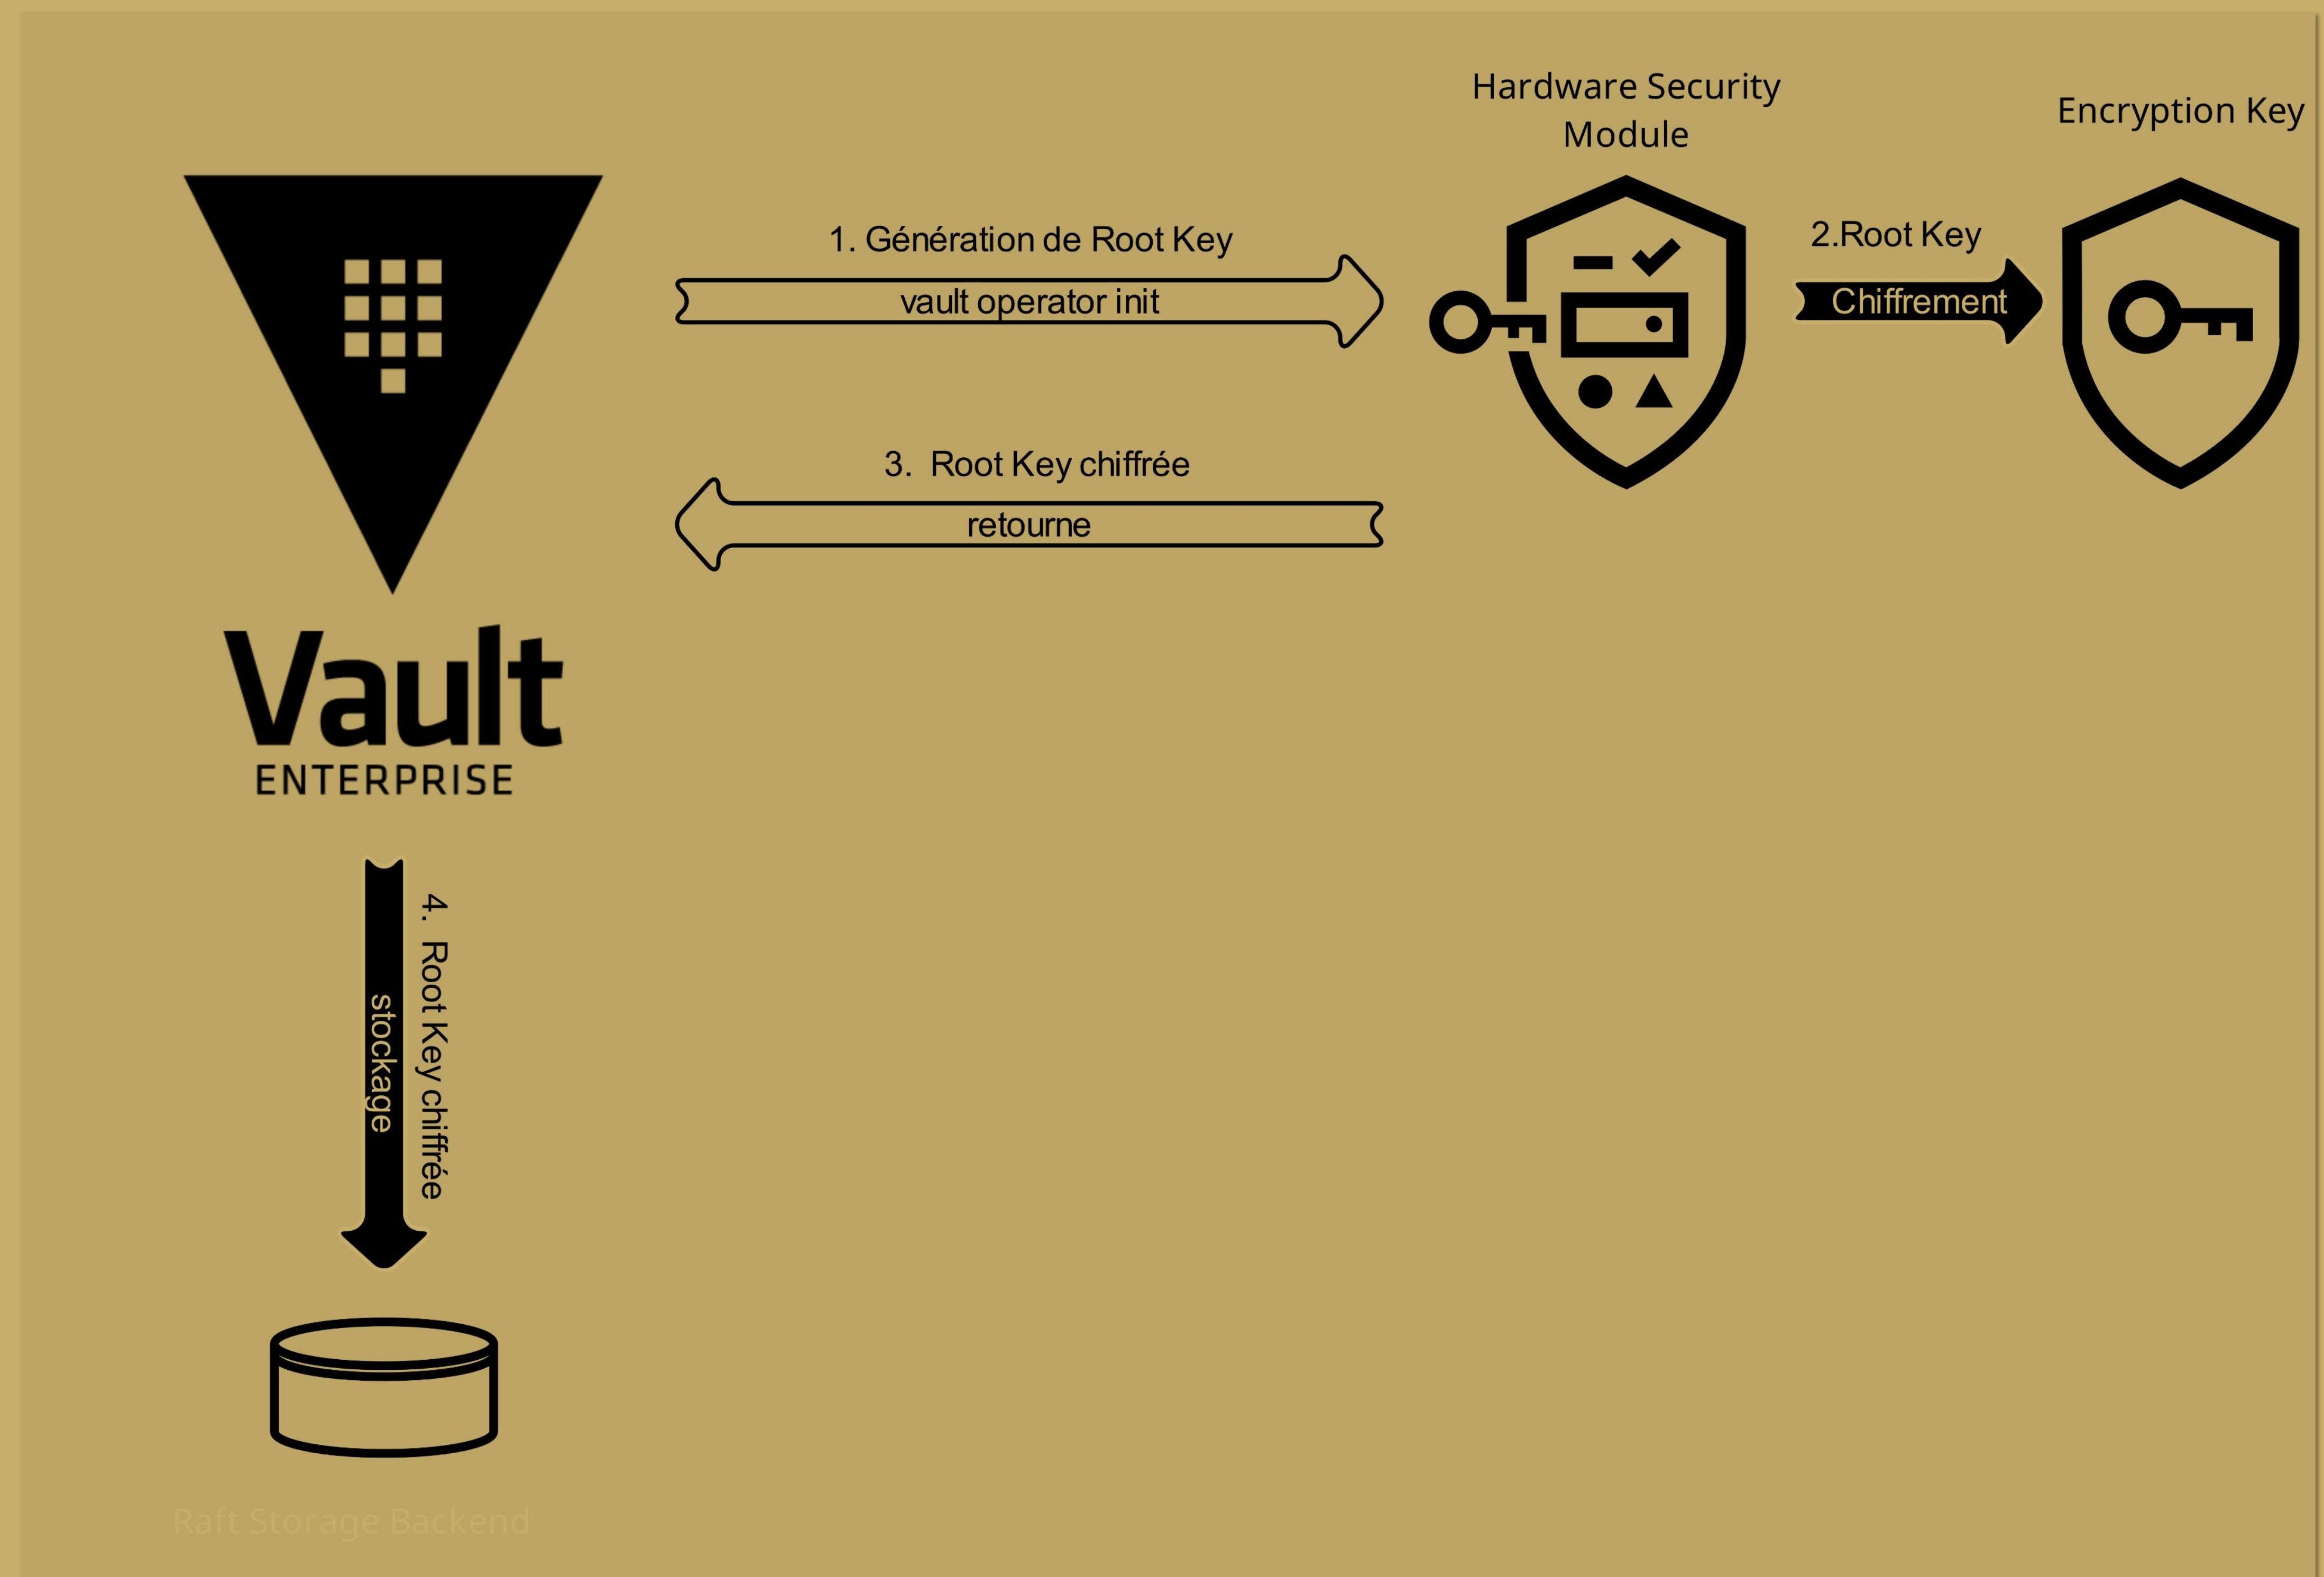 Hardware Security
Module
Encryption Key
1. Génération de Root Key
vault operator init
2.Root Key
Chiffrement
3. Root Key chiffrée
retourne
Vault
ENTERPRISE
4. Root Key chiffrée
stockage
Raft Storage Backend